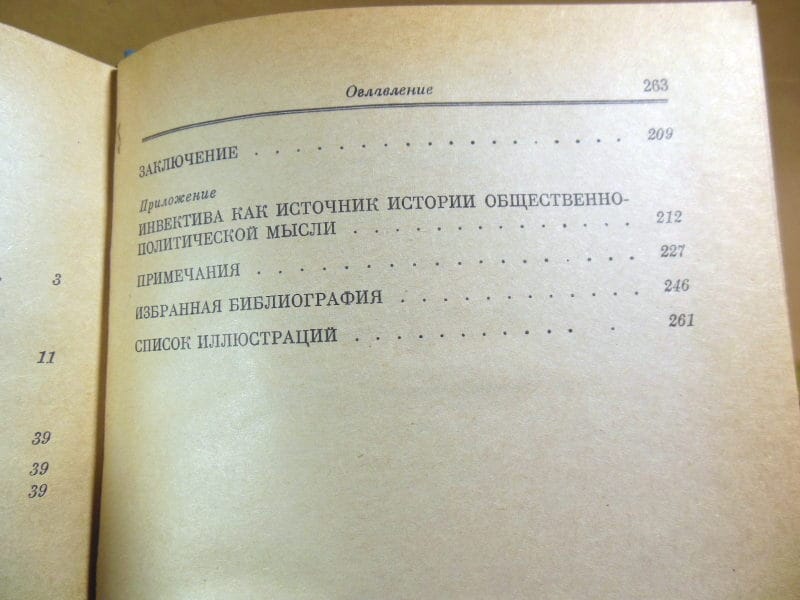 3
11
39
39
39
Оглавление 263
ЗАКЛЮЧЕНИЕ . . . . . . . . . . . . . . . . . 209
Приложение
ИНВЕКТИВА КАК ИСТОЧНИК ИСТОРИИ ОБЩЕСТВЕННО-
ПОЛИТИЧЕСКОЙ МЫСЛИ . . . . . . . . . . . . 212
ПРИМЕЧАНИЯ . . . . . . . . . . . . . . . . . 227
ИЗБРАННАЯ БИБЛИОГРАФИЯ . . . . . . . . . . 246
СПИСОК ИЛЛЮСТРАЦИЙ . . . . . . . . . . . 261